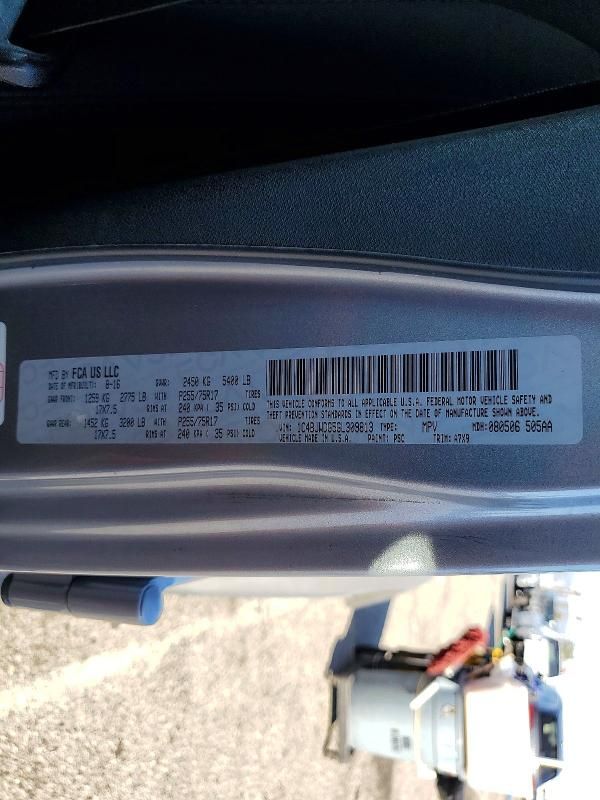 MFD BY FCA US LLC
DATE OF MFR(BUILT): 8-16 GVWR: 2450 KG 5400 LB
GAWR FRONT: 1259 KG 2775 LB WITH P255/75R17 TIRES
17X7.5 RIMS AT 240 KPA ( 35 PSI) COLD
GAWR REAR: 1452 KG 3200 LB WITH P255/75R17 TIRES
17X7.5 RIMS AT 240 KPA ( 35 PSI) COLD
THIS VEHICLE CONFORMS TO ALL APPLICABLE U.S.A. FEDERAL MOTOR VEHICLE SAFETY AND
THEFT PREVENTION STANDARDS IN EFFECT ON THE DATE OF MANUFACTURE SHOWN ABOVE.
VIN: 1C4BJWDG5GL309813 TYPE: MPV MDH: 080506 505AA
VEHICLE MADE IN U.S.A. PAINT: PSC TRIM: A7X9